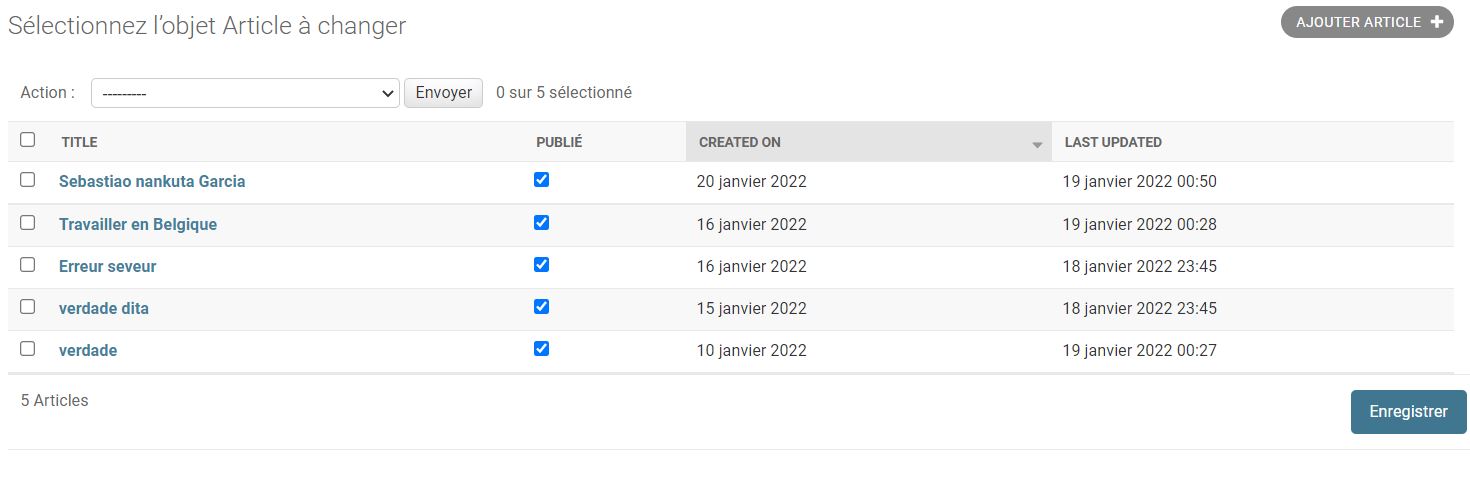 Sélectionnez l’objet Article à changer
AJOUTER ARTICLE +
Action : --------- Envoyer 0 sur 5 sélectionné
TITLE PUBLIÉ CREATED ON LAST UPDATED
Sebastiao nankuta Garcia 20 janvier 2022 19 janvier 2022 00:50
Travailler en Belgique 16 janvier 2022 19 janvier 2022 00:28
Erreur seveur 16 janvier 2022 18 janvier 2022 23:45
verdade dita 15 janvier 2022 18 janvier 2022 23:45
verdade 10 janvier 2022 19 janvier 2022 00:27
5 Articles
Enregistrer